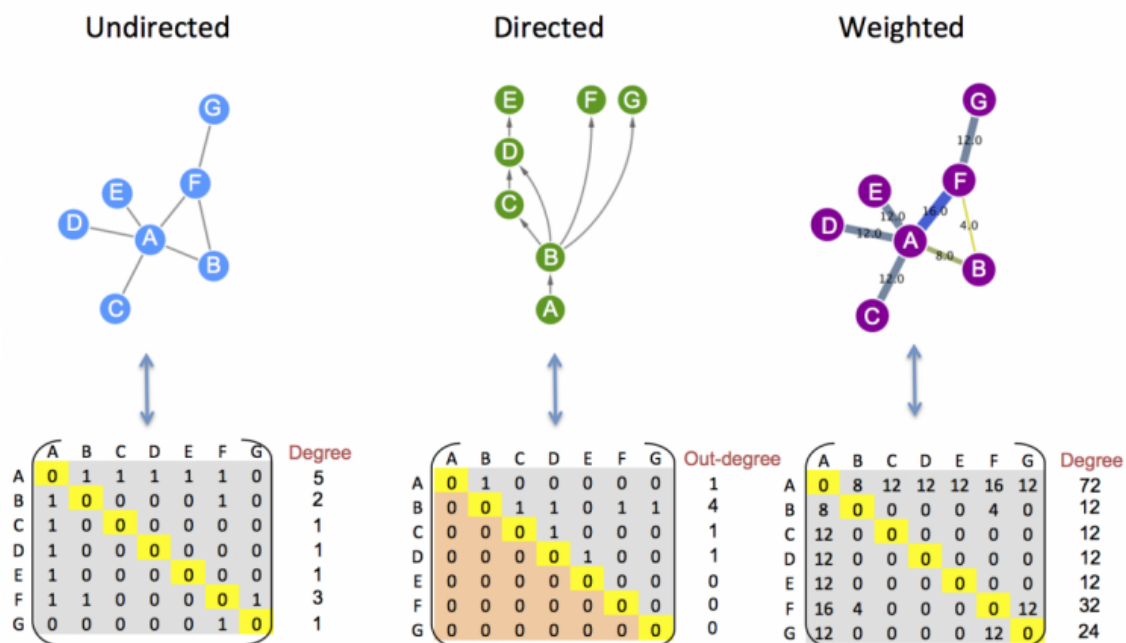 Undirected
Directed
Weighted
G
F
E
D
A
B
C
E
F
G
D
C
B
A
G
12.0
F
E
12.0
16.0
4.0
D
12.0
A
8.0
B
12.0
C
A B C D E F G Degree
A 0 1 1 1 1 1 0 5
B 1 0 0 0 0 1 0 2
C 1 0 0 0 0 0 0 1
D 1 0 0 0 0 0 0 1
E 1 0 0 0 0 0 0 1
F 1 1 0 0 0 0 1 3
G 0 0 0 0 0 1 0 1
A B C D E F G Out-degree
A 0 1 0 0 0 0 0 1
B 0 0 1 1 0 1 1 4
C 0 0 0 1 0 0 0 1
D 0 0 0 0 1 0 0 1
E 0 0 0 0 0 0 0 0
F 0 0 0 0 0 0 0 0
G 0 0 0 0 0 0 0 0
A B C D E F G Degree
A 0 8 12 12 12 16 12 72
B 8 0 0 0 0 4 0 12
C 12 0 0 0 0 0 0 12
D 12 0 0 0 0 0 0 12
E 12 0 0 0 0 0 0 12
F 16 4 0 0 0 0 12 32
G 12 0 0 0 0 12 0 24